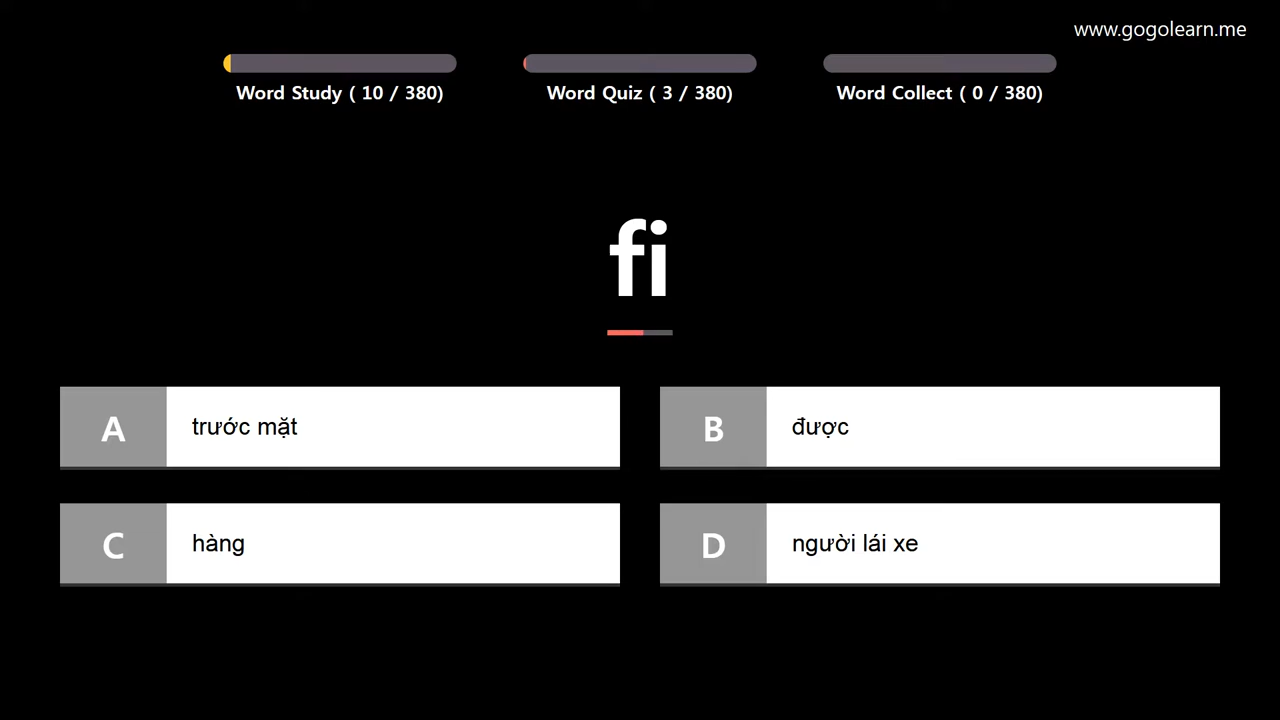 www.gogolearn.me
Word Study ( 10 / 380)
Word Quiz ( 3 / 380)
Word Collect ( 0 / 380)
fi
A trước mặt
B được
C hàng
D người lái xe